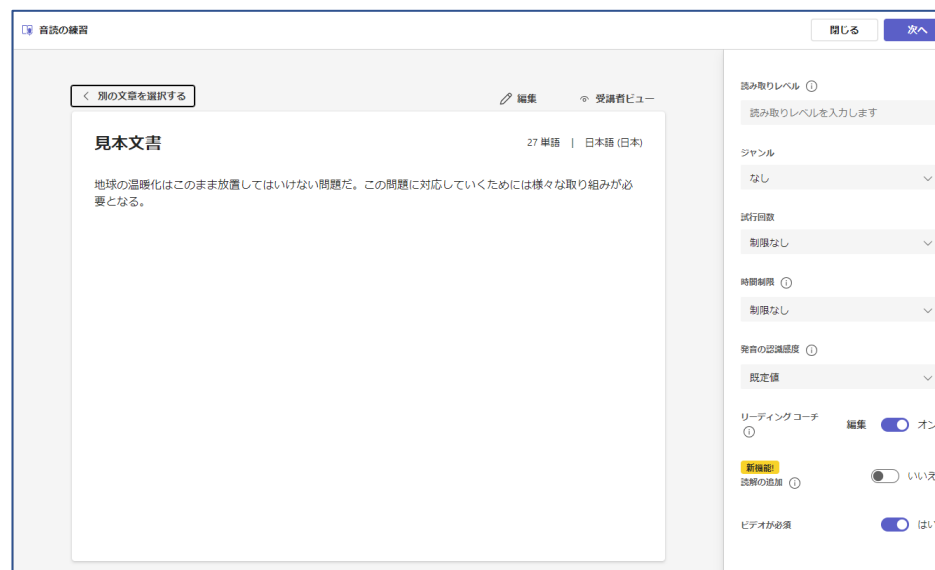 音読の練習
閉じる
次へ
別の文章を選択する
編集
受講者ビュー
見本文書
27 単語 | 日本語 (日本)
地球の温暖化はこのまま放置してはいけない問題だ。この問題に対応していくためには様々な取り組みが必
要となる。
読み取りレベル
読み取りレベルを入力します
ジャンル
なし
試行回数
制限なし
時間制限
制限なし
発音の認識感度
既定値
リーディング コーチ
編集
オン
新機能!
読解の追加
いいえ
ビデオが必須
はい